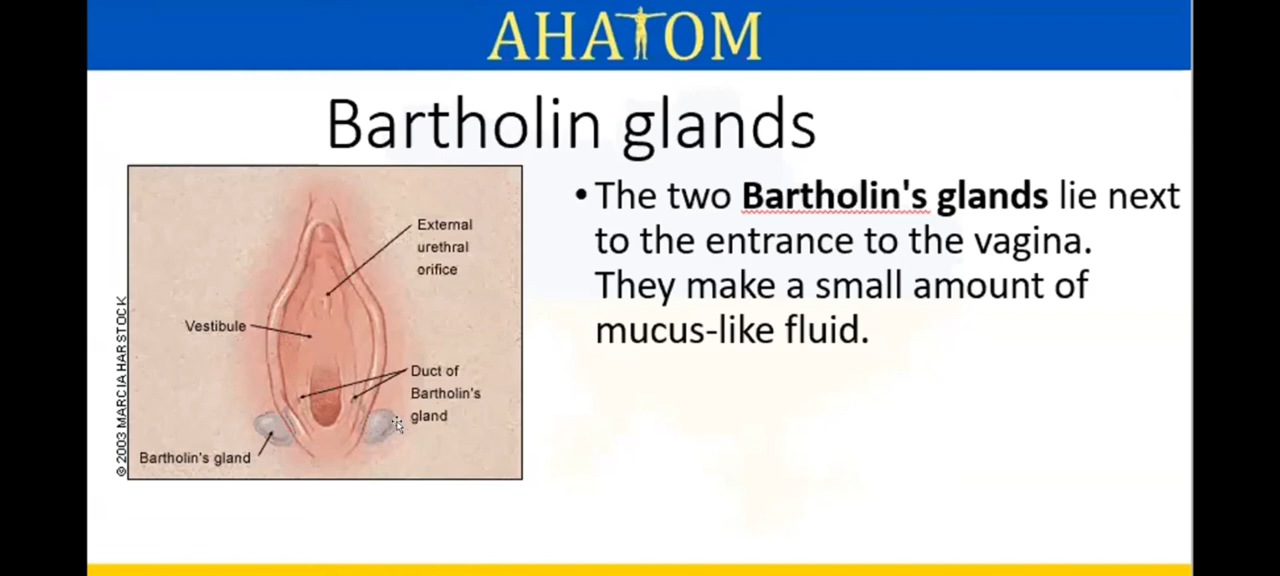 AHATOM
Bartholin glands
• The two Bartholin's glands lie next
to the entrance to the vagina.
They make a small amount of
mucus-like fluid.
External
urethral
orifice
Vestibule
Duct of
Bartholin's
gland
Bartholin's gland
© 2003 MARCIA HARTSTOCK